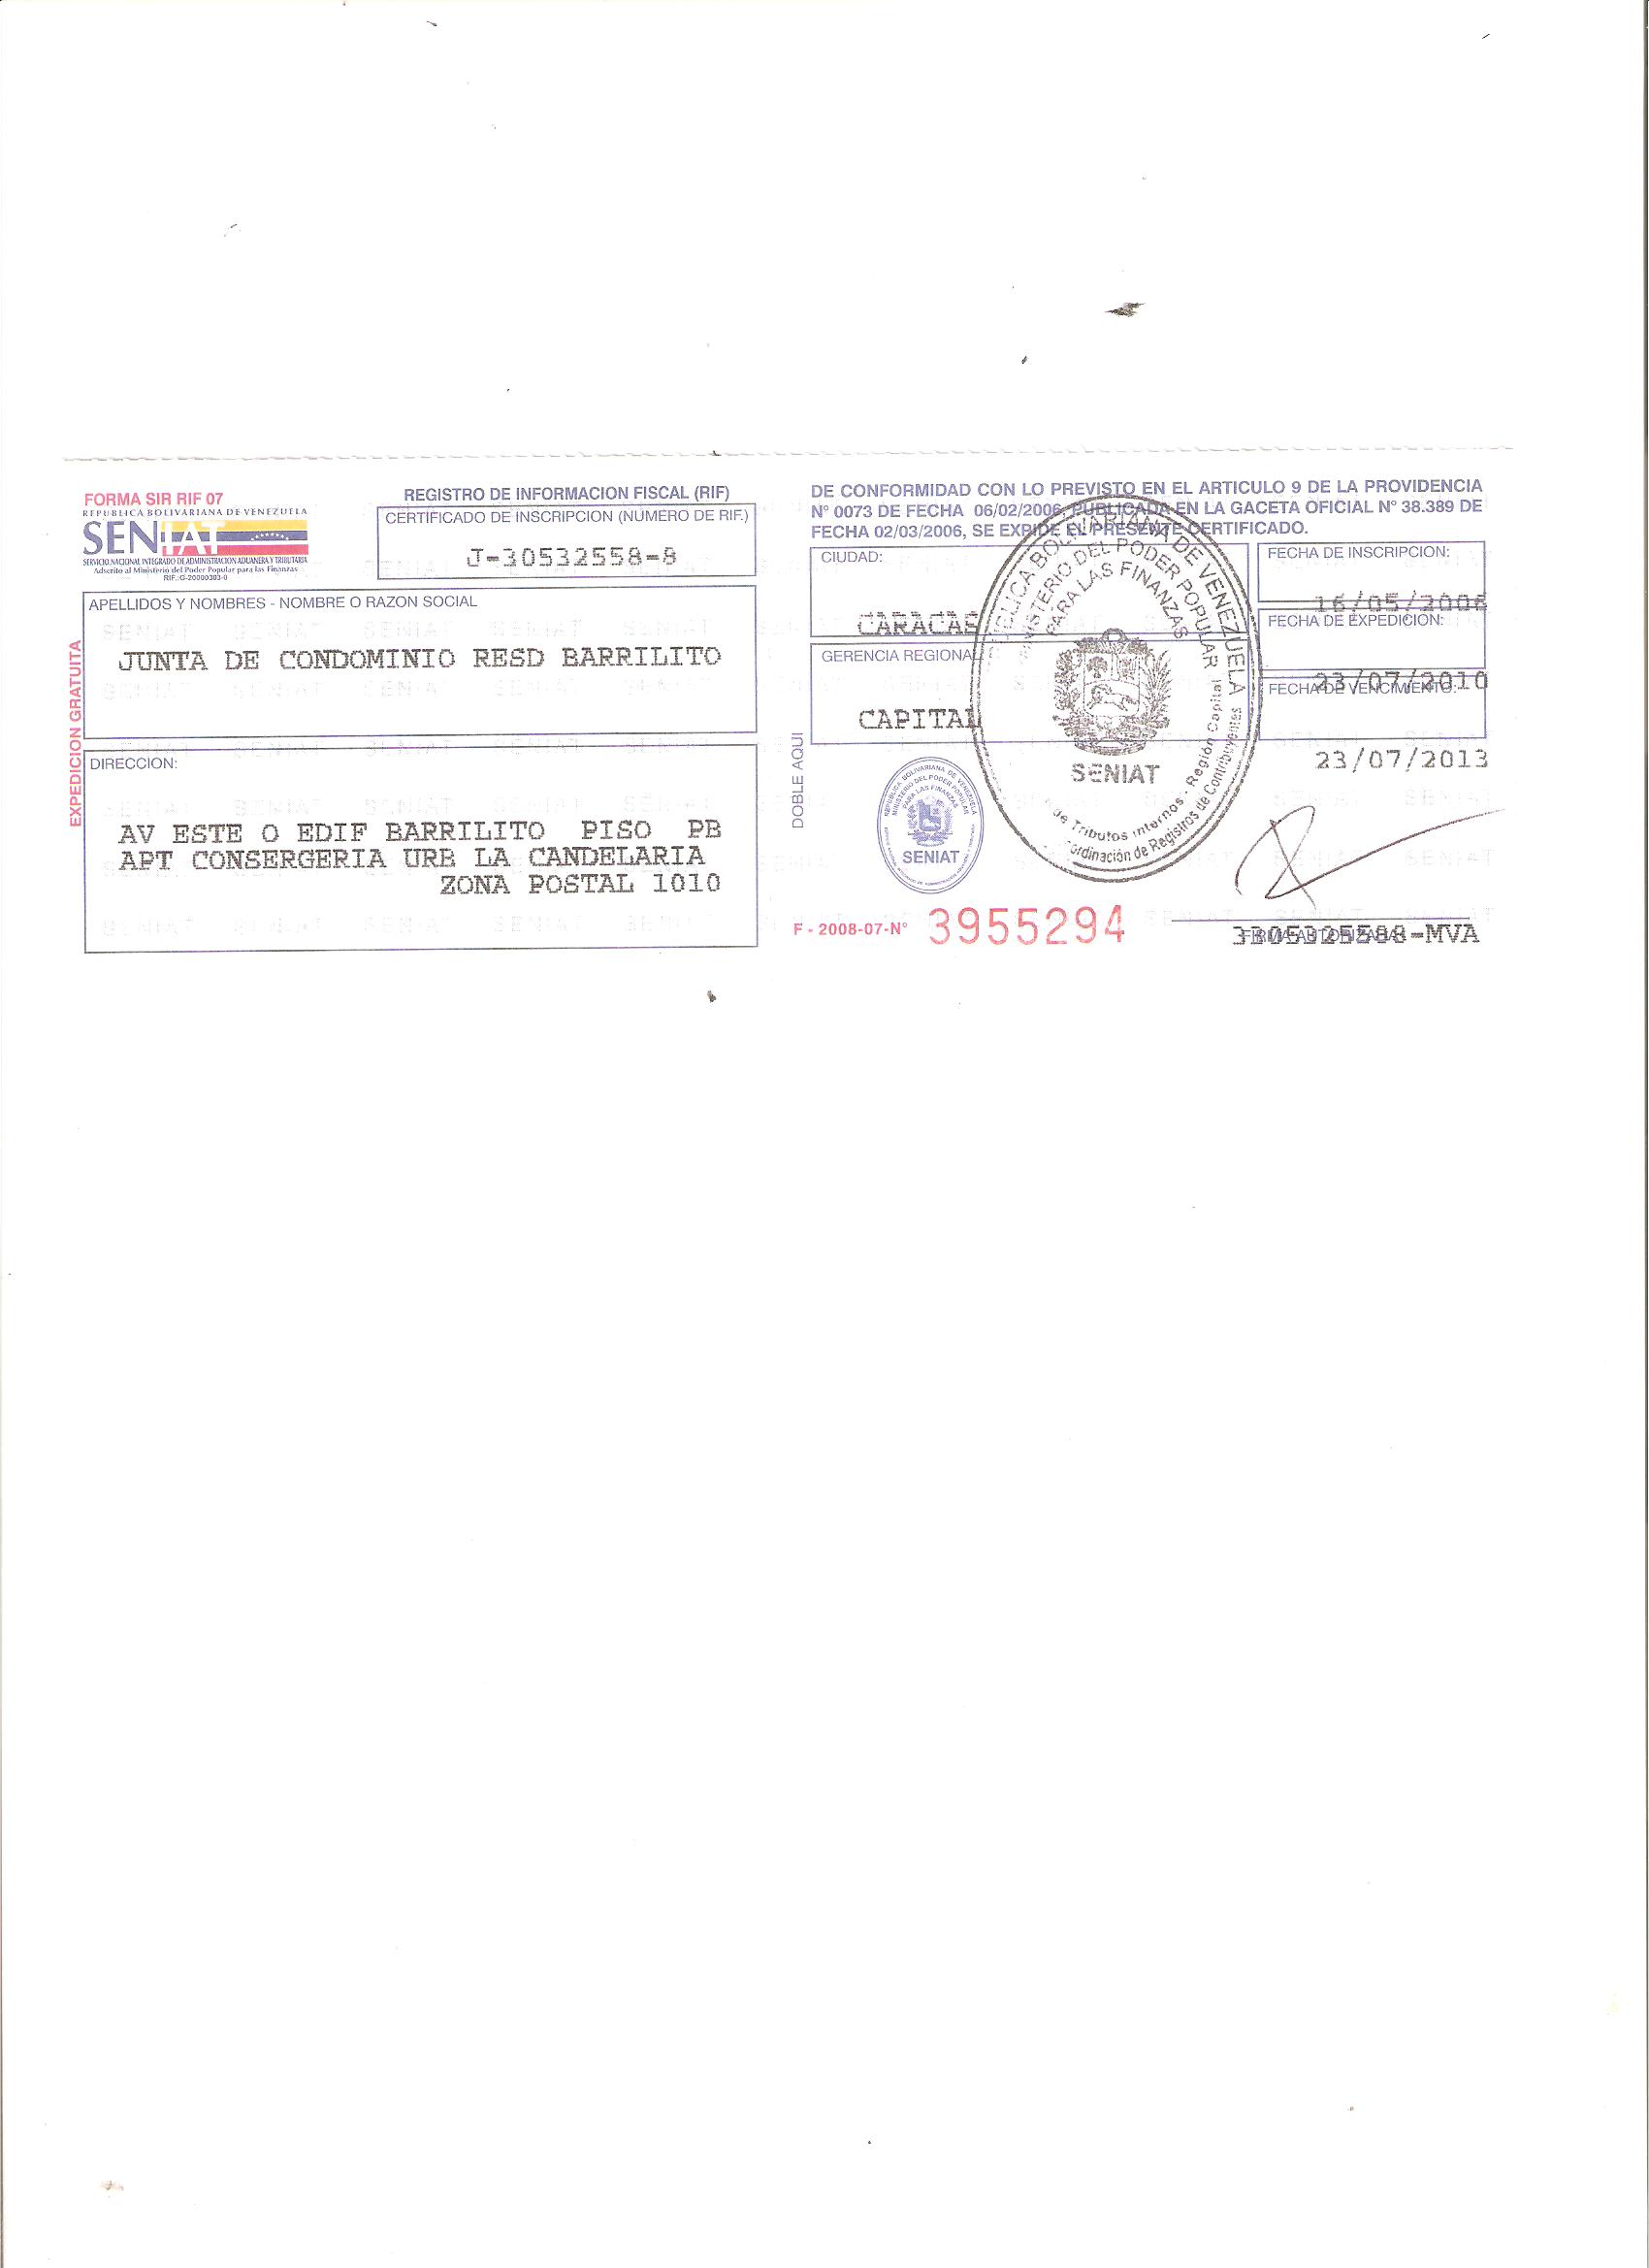 FORMA SIR RIF 07
REPUBLICA BOLIVARIANA DE VENEZUELA
SENIAT
SERVICIO NACIONAL INTEGRADO DE ADMINISTRACION ADUANERA Y TRIBUTARIA
Adscrito al Ministerio del Poder Popular para las Finanzas
RIF.:G-20000303-0
REGISTRO DE INFORMACION FISCAL (RIF)
CERTIFICADO DE INSCRIPCION (NUMERO DE RIF.)
J-30532558-8
APELLIDOS Y NOMBRES - NOMBRE O RAZON SOCIAL
JUNTA DE CONDOMINIO RESD BARRILITO
EXPEDICION GRATUITA
DIRECCION:
AV ESTE O EDIF BARRILITO PISO PB
APT CONSERGERIA URB LA CANDELARIA
ZONA POSTAL 1010
DOBLE AQUI
DE CONFORMIDAD CON LO PREVISTO EN EL ARTICULO 9 DE LA PROVIDENCIA
Nº 0073 DE FECHA 06/02/2006, PUBLICADA EN LA GACETA OFICIAL Nº 38.389 DE
FECHA 02/03/2006, SE EXPIDE EL PRESENTE CERTIFICADO.
CIUDAD:
CARACAS
GERENCIA REGIONAL
CAPITAL
FECHA DE INSCRIPCION:
16/05/2006
FECHA DE EXPEDICION:
23/07/2010
FECHA DE VENCIMIENTO:
23/07/2013
REPUBLICA BOLIVARIANA DE VENEZUELA
MINISTERIO DEL PODER POPULAR
PARA LAS FINANZAS
SENIAT
de Tributos Internos - Región Capital
Coordinación de Registros de Contribuyentes
REPUBLICA BOLIVARIANA DE VENEZUELA
MINISTERIO DEL PODER POPULAR
PARA LAS FINANZAS
SENIAT
F - 2008-07-Nº 3955294
-MVA